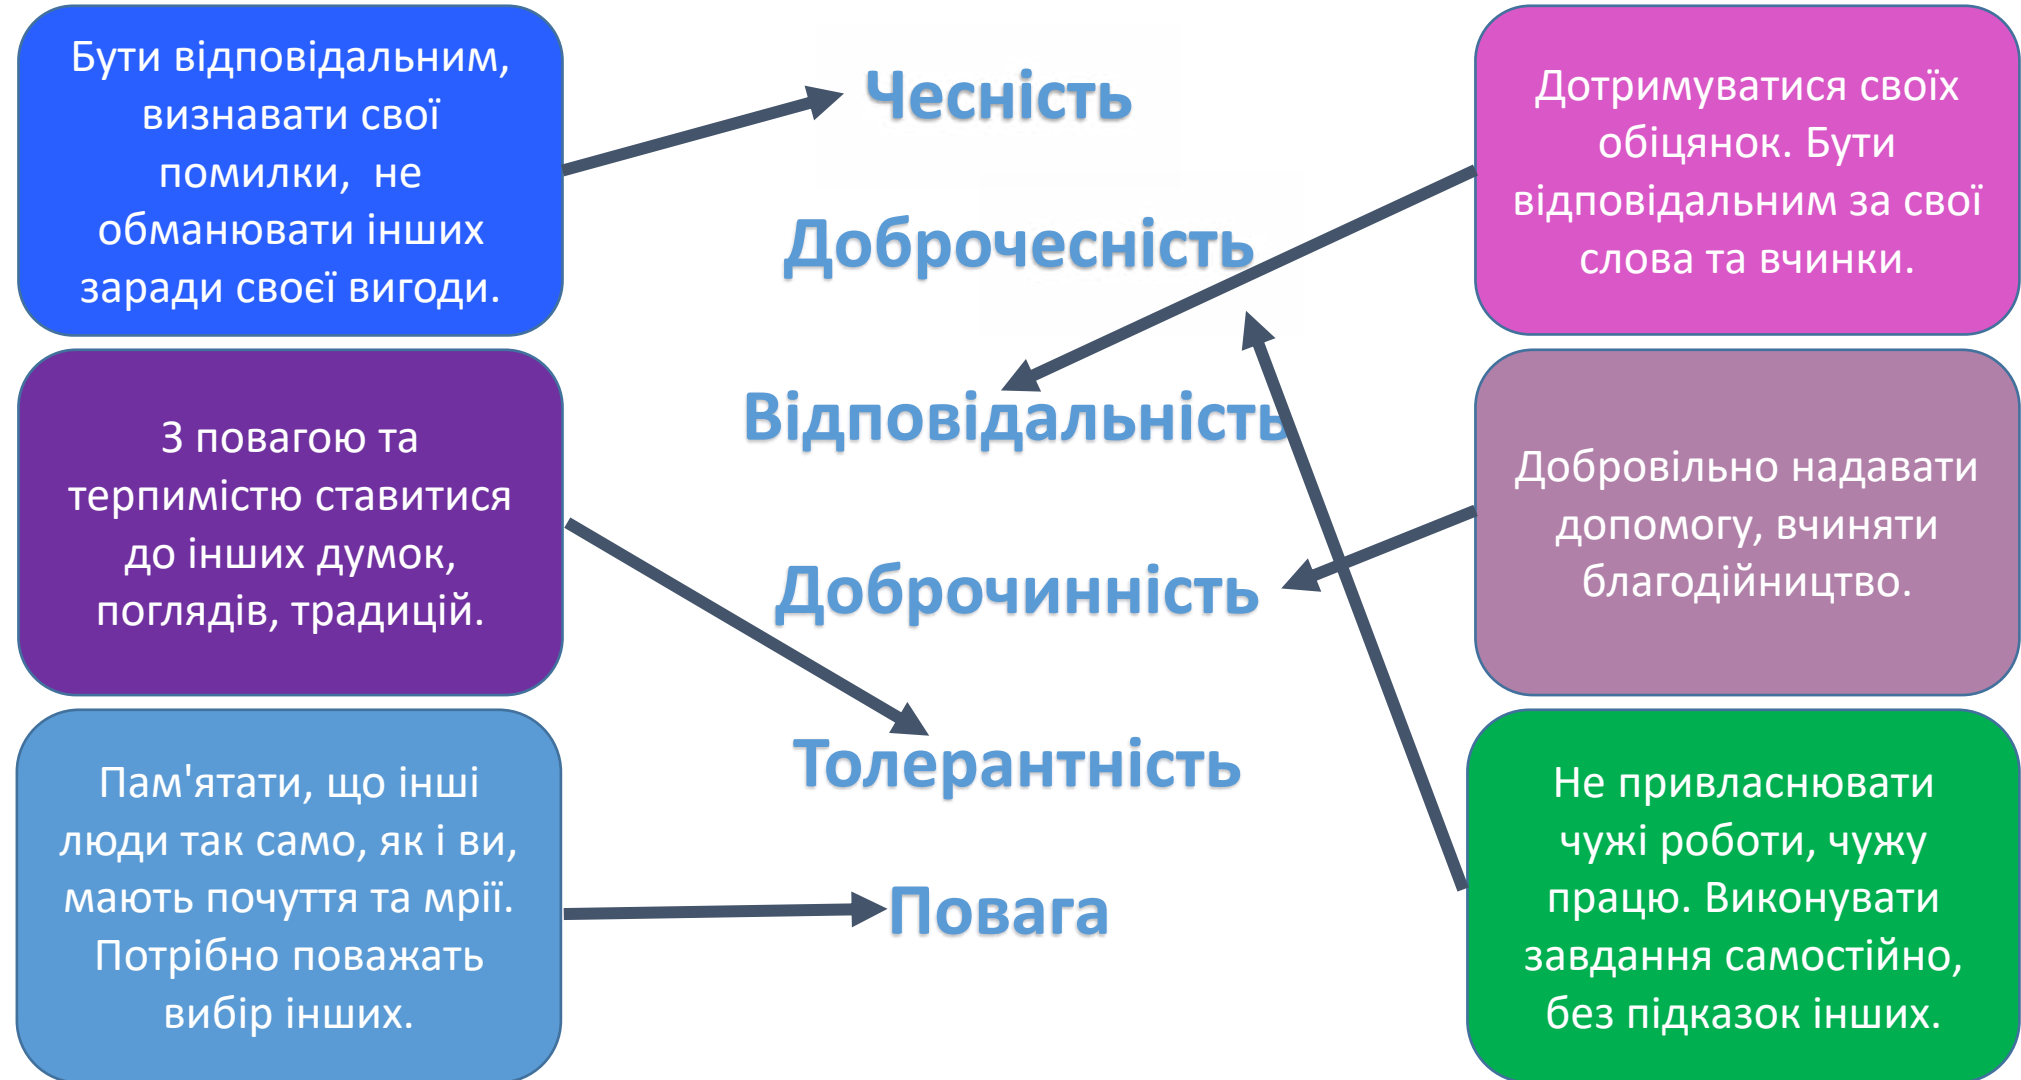 Бути відповідальним,
визнавати свої
помилки, не
обманювати інших
заради своєї вигоди.
З повагою та
терпимістю ставитися
до інших думок,
поглядів, традицій.
Пам'ятати, що інші
люди так само, як і ви,
мають почуття та мрії.
Потрібно поважать
вибір інших.
Чесність
Доброчесність
Відповідальність
Доброчинність
Толерантність
Повага
Дотримуватися своїх
обіцянок. Бути
відповідальним за свої
слова та вчинки.
Добровільно надавати
допомогу, вчиняти
благодійництво.
Не привласнювати
чужі роботи, чужу
працю. Виконувати
завдання самостійно,
без підказок інших.